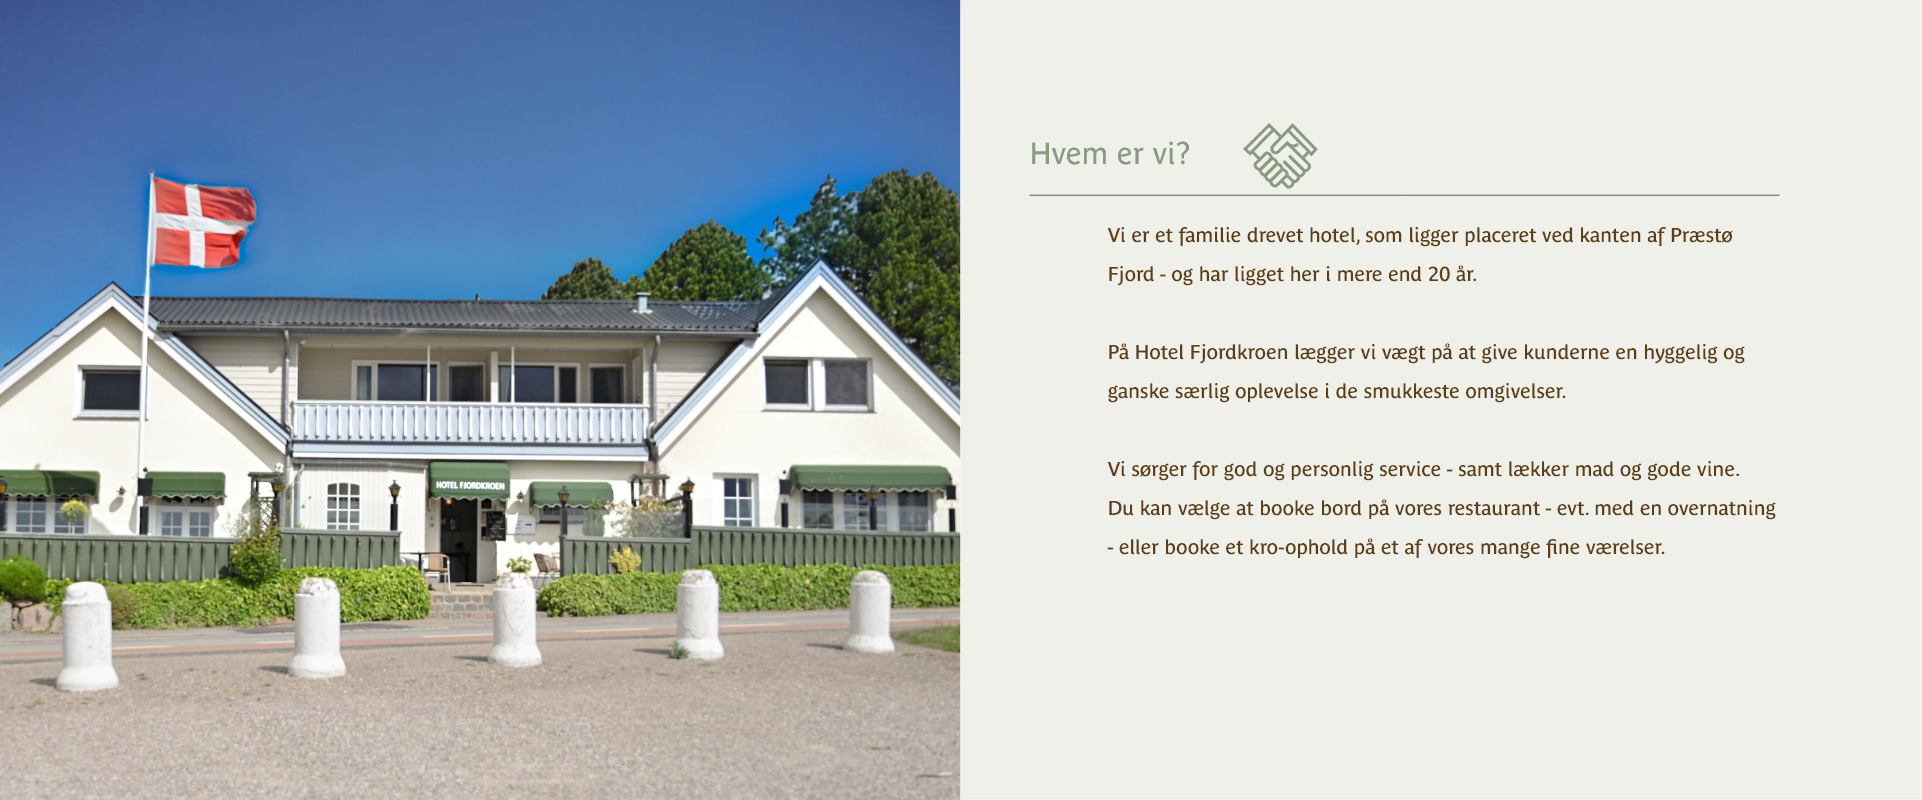 HOTEL FJORDKROEN
Hvem er vi?
Vi er et familie drevet hotel, som ligger placeret ved kanten af Præstø
Fjord - og har ligget her i mere end 20 år.
På Hotel Fjordkroen lægger vi vægt på at give kunderne en hyggelig og
ganske særlig oplevelse i de smukkeste omgivelser.
Vi sørger for god og personlig service - samt lækker mad og gode vine.
Du kan vælge at booke bord på vores restaurant - evt. med en overnatning
- eller booke et kro-ophold på et af vores mange fine værelser.